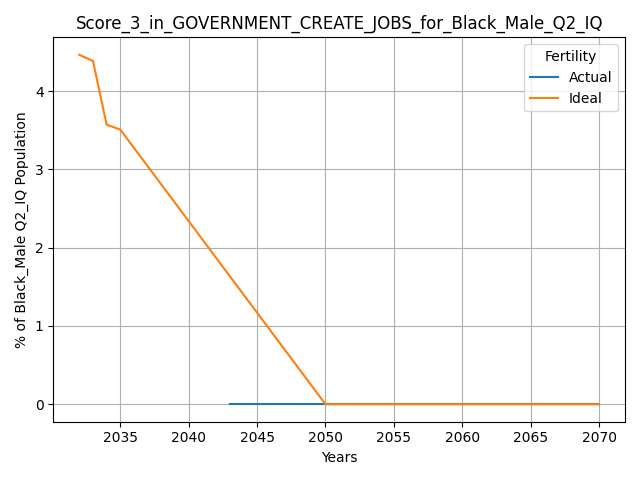 Score_3_in_GOVERNMENT_CREATE_JOBS_for_Black_Male_Q2_IQ
Fertility
Actual
Ideal
% of Black_Male Q2_IQ Population
4
3
2
1
0
2035 2040 2045 2050 2055 2060 2065 2070
Years